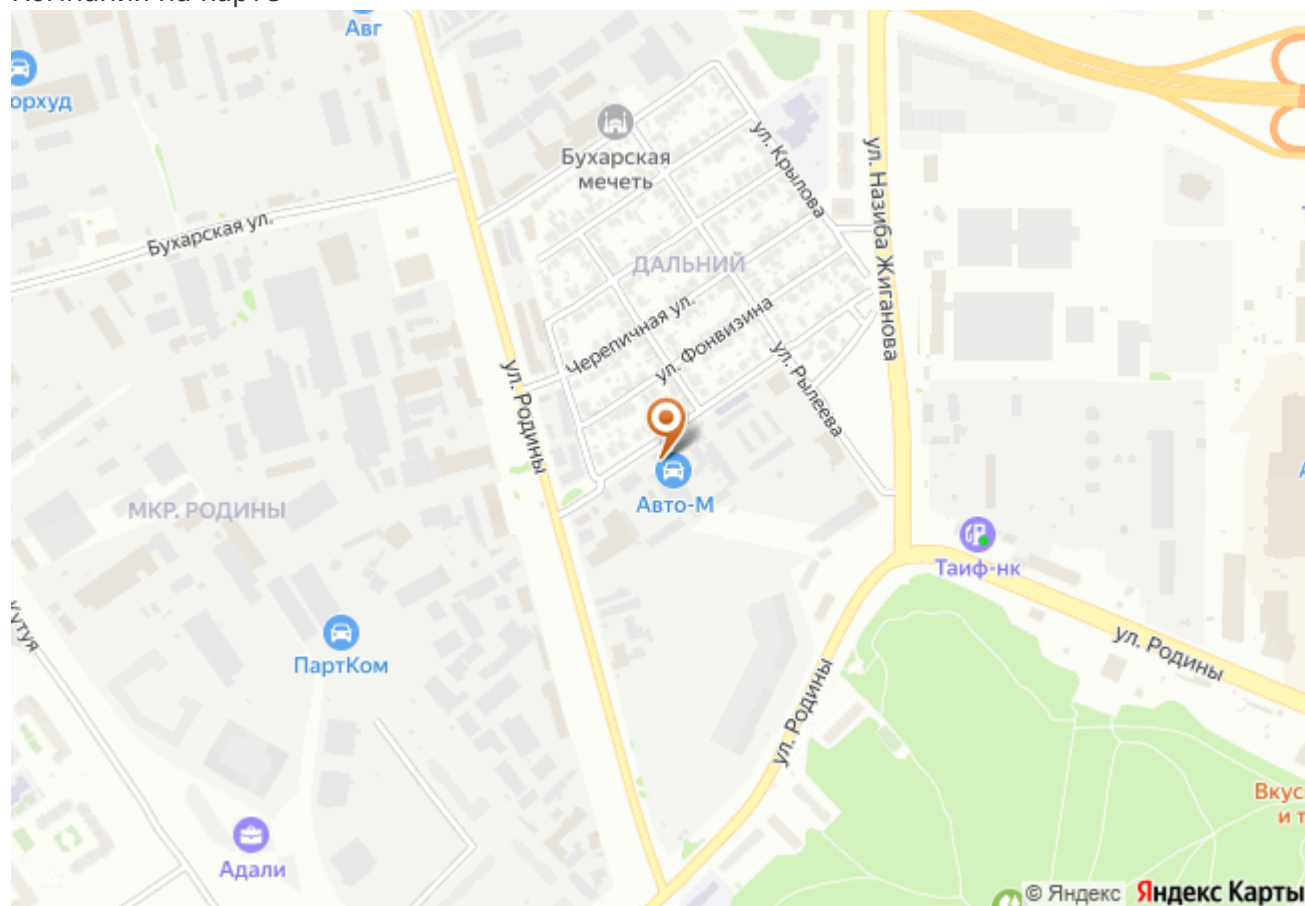 Авг
орхуд
Бухарская
мечеть
ул. Крылова
ул. Назиба Жиганова
Бухарская ул.
ДАЛЬНИЙ
Черепичная ул.
ул. Фонвизина
ул. Рылеева
ул. Родины
Авто-М
МКР. РОДИНЫ
Таиф-нк
Кутуя
ПартКом
ул. Родины
ул. Родины
Вкус
и т
Адали
© Яндекс Яндекс Карты